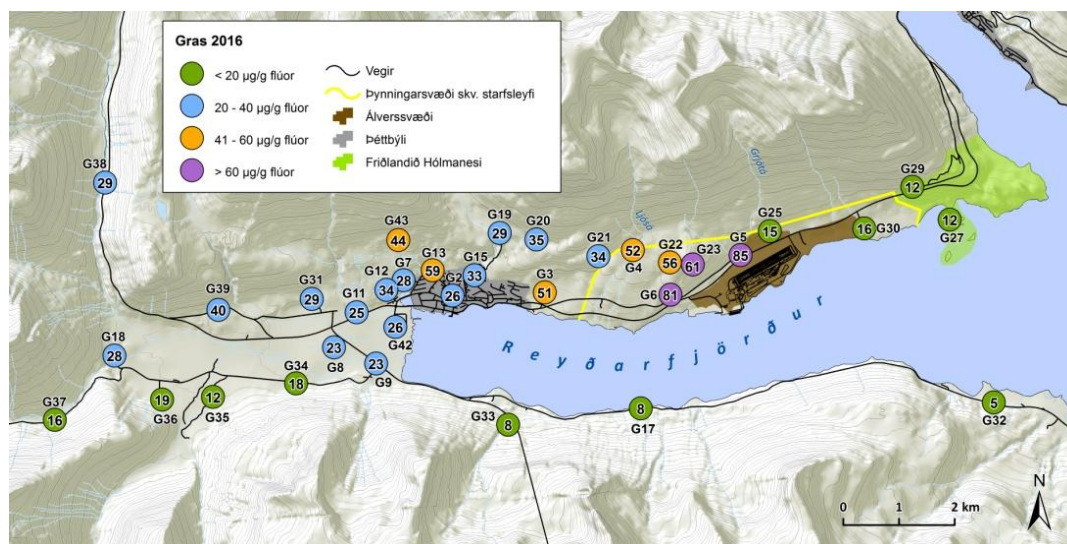 Gras 2016
< 20 µg/g flúor
20 - 40 µg/g flúor
41 - 60 µg/g flúor
> 60 µg/g flúor
Vegir
Þynningarsvæði skv. starfsleyfi
Álverssvæði
Þéttbýli
Friðlandið Hólmanesi
G38
29
G43
44
G19
29
G20
35
G21
34
Ljósá
52
G4
G22
56
G23
61
G5
85
Grjótá
G25
15
G29
12
16
G30
12
G27
G39
40
G31
29
G11
25
G12
34
G7
28
G13
59
G2
26
G15
33
G3
51
G6
81
26
G42
G18
28
23
G8
23
G9
Reyðarfjörður
G37
16
19
G36
12
G35
G34
18
G33
8
8
G17
5
G32
N
0 1 2 km